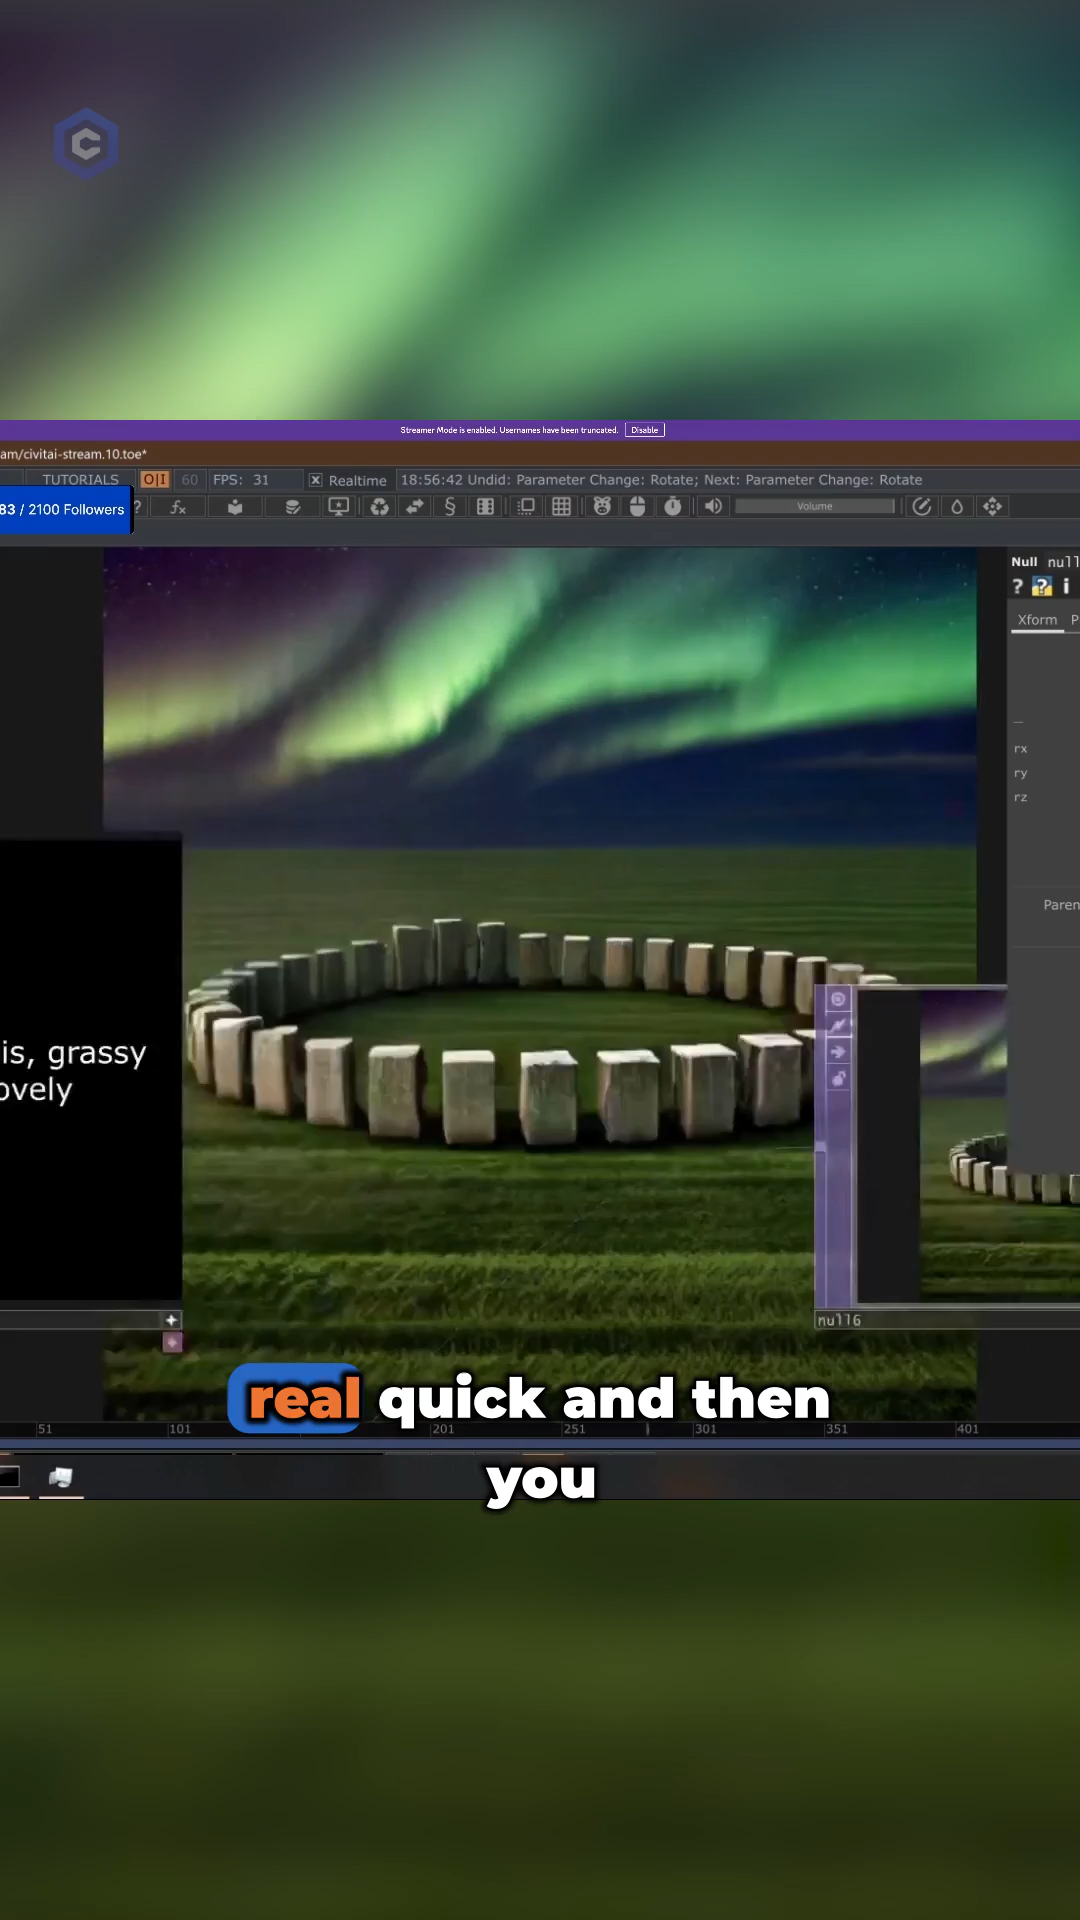 Streamer Mode is enabled. Usernames have been truncated. Disable
am/civitai-stream.10.toe*
TUTORIALS O|I 60 FPS: 31 x Realtime 18:56:42 Undid: Parameter Change: Rotate; Next: Parameter Change: Rotate
83 / 2100 Followers ? fx § Volume
Null null
? ? i
Xform P
rx
ry
rz
Paren
is, grassy
ovely
null6
real quick and then
you
51 101 201 251 301 351 401